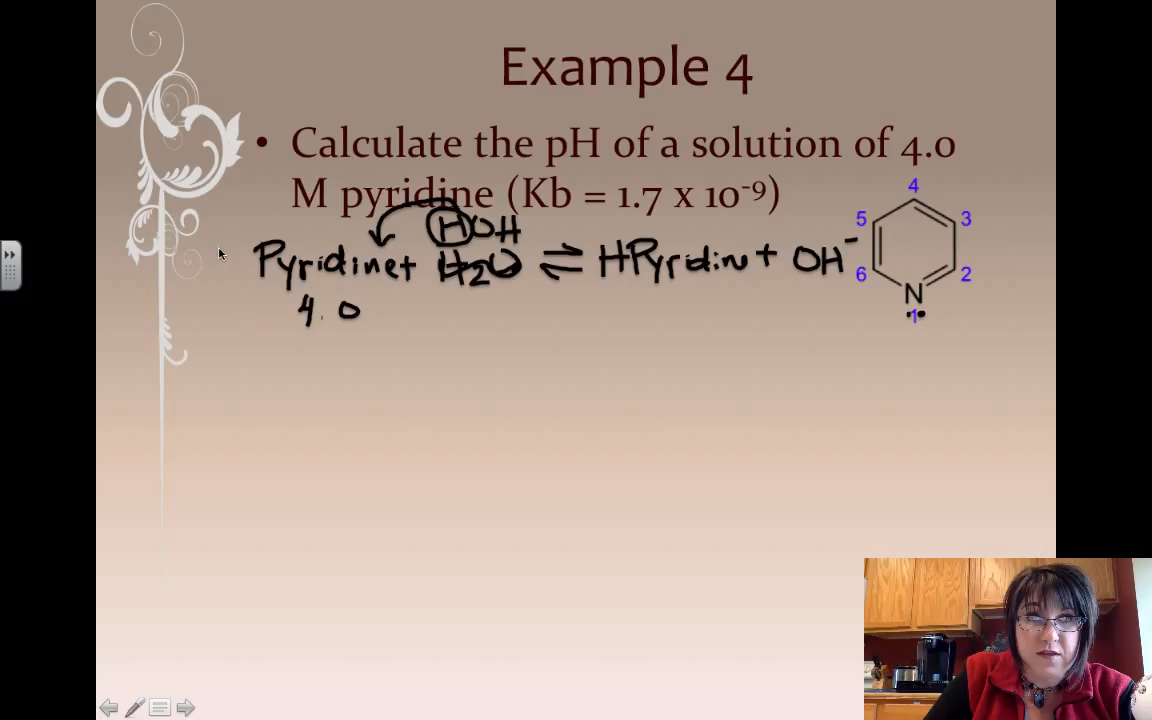 Example 4
• Calculate the pH of a solution of 4.0
M pyridine (Kb = 1.7 x 10⁻⁹)
HOH
Pyridine + H₂O ⇌ HPyridin + OH⁻
4.0
4
5 3
6 2
N
1